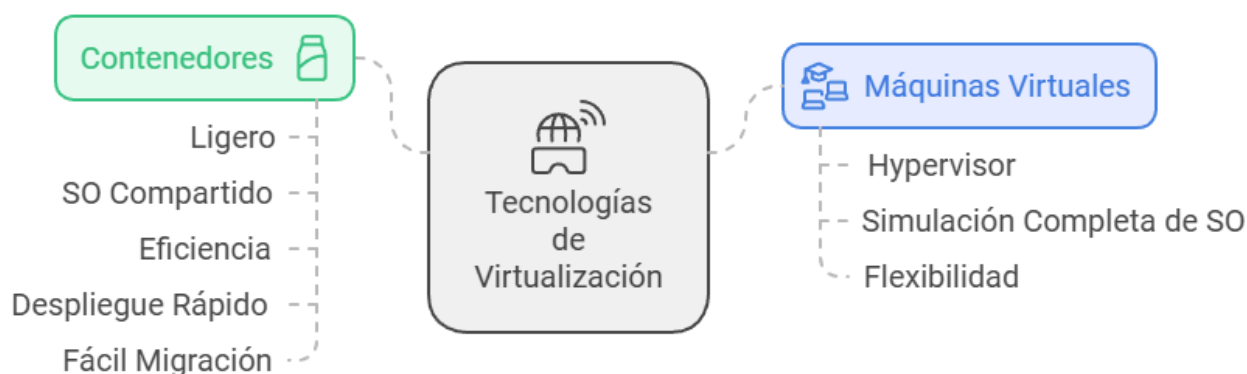 Contenedores
Ligero
SO Compartido
Eficiencia
Despliegue Rápido
Fácil Migración
Tecnologías
de
Virtualización
Máquinas Virtuales
Hypervisor
Simulación Completa de SO
Flexibilidad